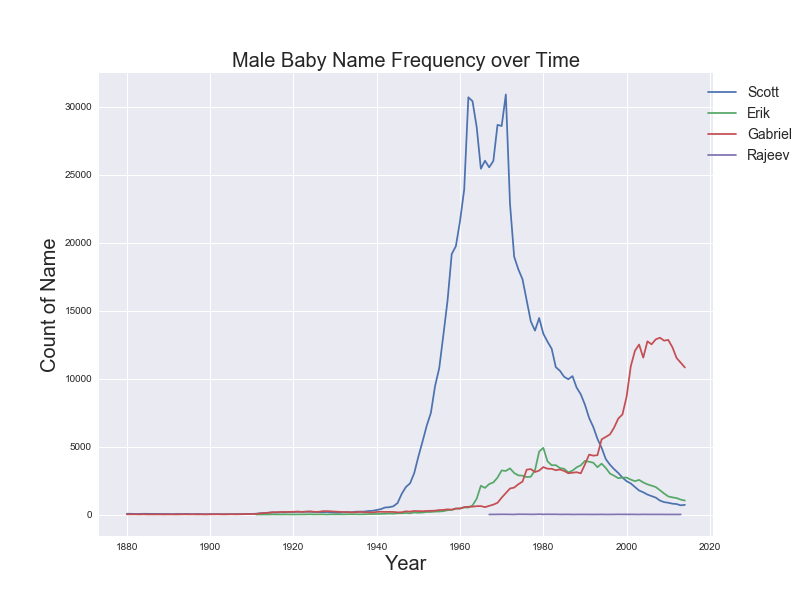 Male Baby Name Frequency over Time
Scott
Erik
Gabriel
Rajeev
30000
25000
20000
15000
10000
5000
0
Count of Name
1880
1900
1920
1940
1960
1980
2000
2020
Year